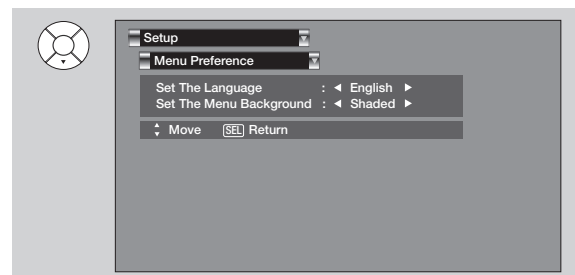 Setup
Menu Preference
Set The Language : ◄ English ►
Set The Menu Background : ◄ Shaded ►
Move SEL Return